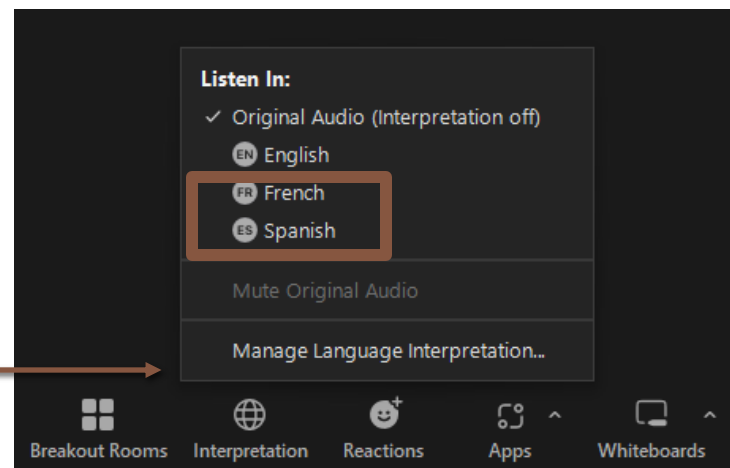 Listen In:
Original Audio (Interpretation off)
EN English
FR French
ES Spanish
Mute Original Audio
Manage Language Interpretation...
Breakout Rooms Interpretation Reactions Apps Whiteboards